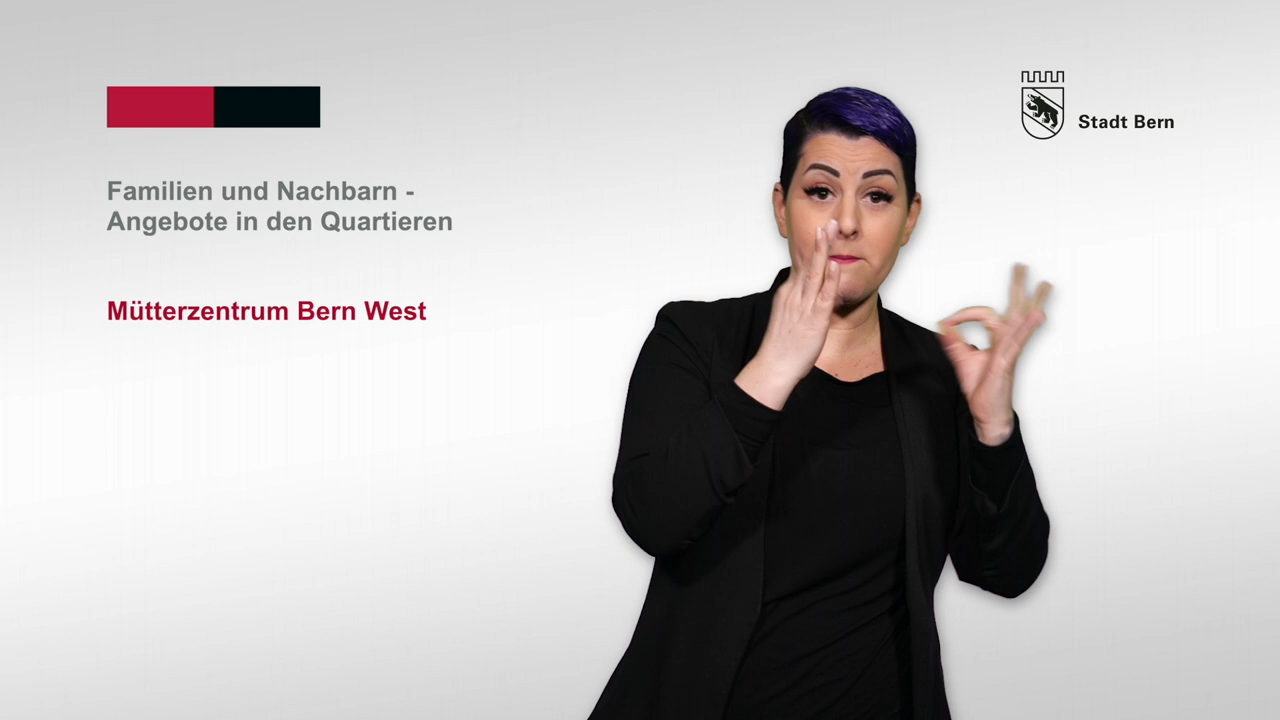 Stadt Bern
Familien und Nachbarn -
Angebote in den Quartieren
Mütterzentrum Bern West